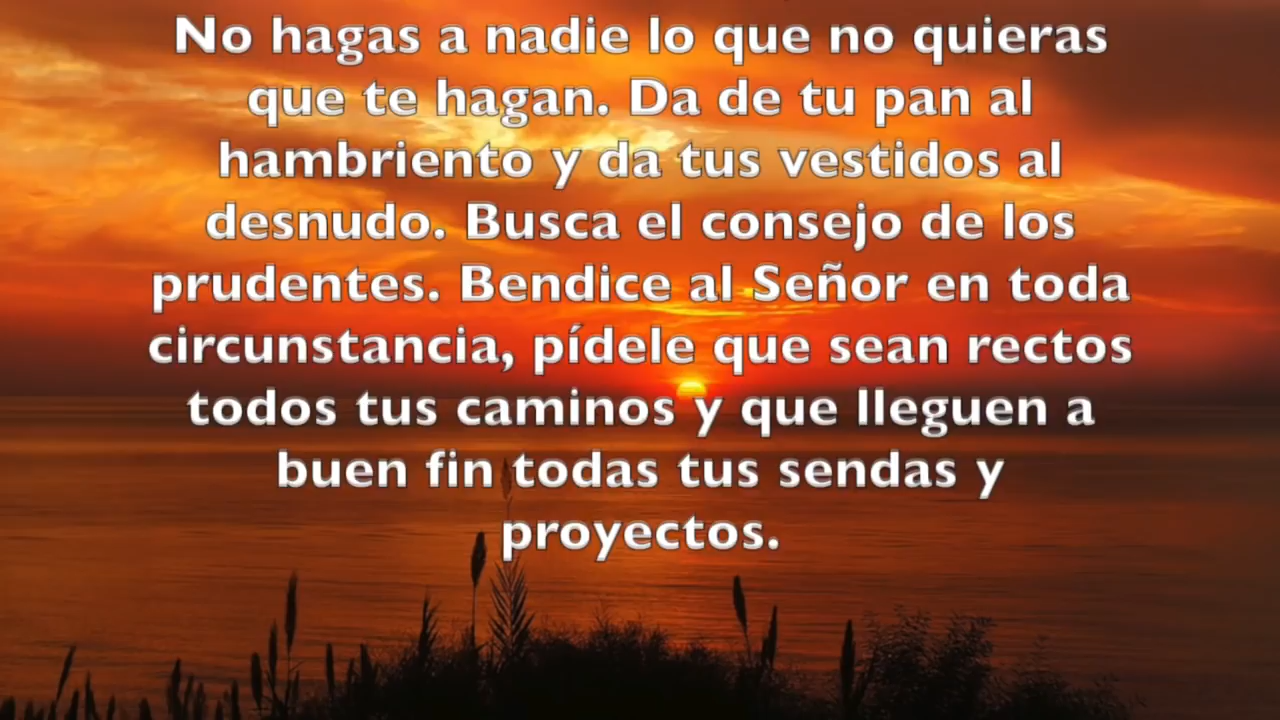 No hagas a nadie lo que no quieras
que te hagan. Da de tu pan al
hambriento y da tus vestidos al
desnudo. Busca el consejo de los
prudentes. Bendice al Señor en toda
circunstancia, pídele que sean rectos
todos tus caminos y que lleguen a
buen fin todas tus sendas y
proyectos.